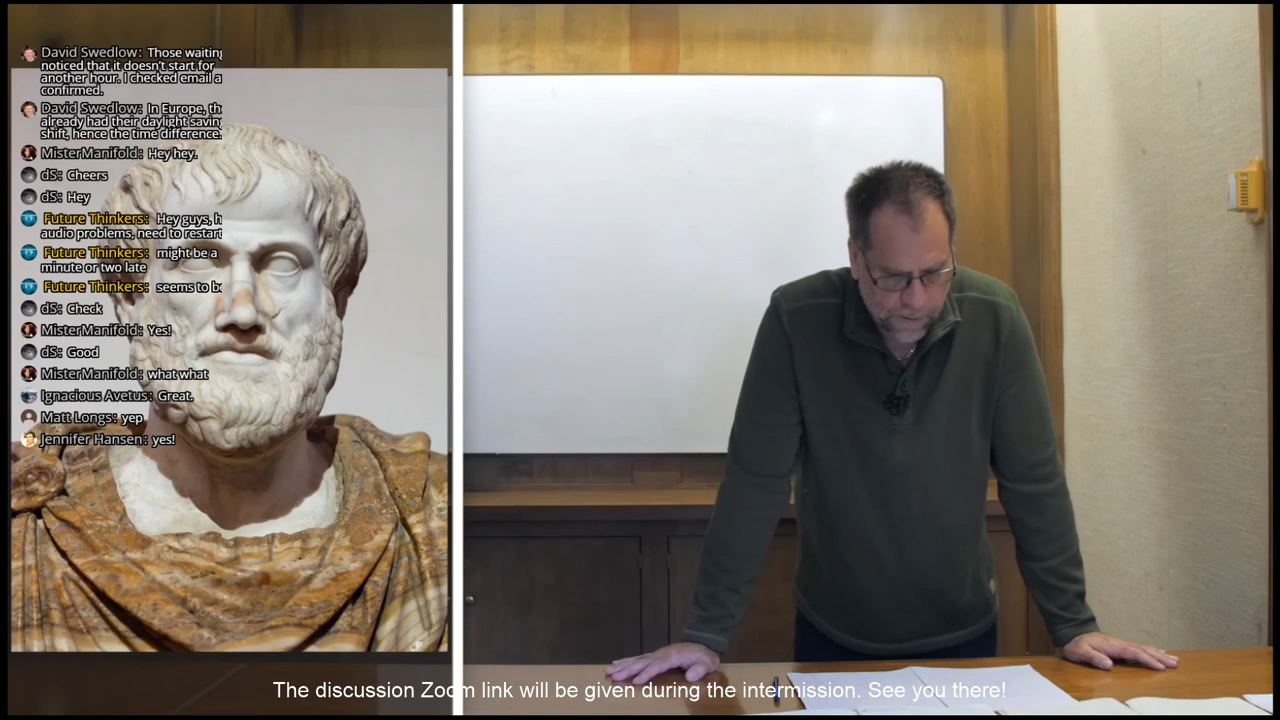 David Swedlow: Those waiting
noticed that it doesn't start for
another hour. I checked email a
confirmed.
David Swedlow: In Europe, th
already had their daylight savin
shift, hence the time difference.
MisterManifold: Hey hey.
dS: Cheers
dS: Hey
Future Thinkers: Hey guys, h
audio problems, need to restart
Future Thinkers: might be a
minute or two late
Future Thinkers: seems to b
dS: Check
MisterManifold: Yes!
dS: Good
MisterManifold: what what
Ignacious Avetus: Great.
Matt Longs: yep
Jennifer Hansen: yes!
The discussion Zoom link will be given during the intermission. See you there!